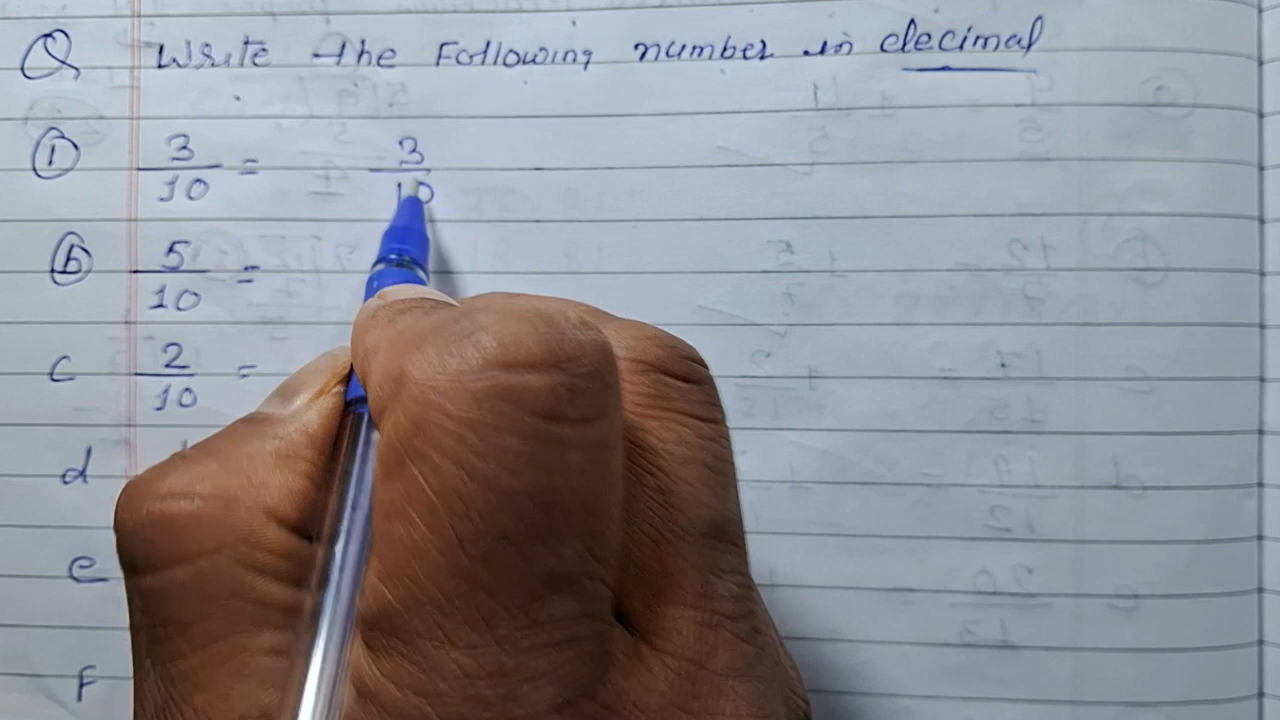 Q Write the Following number in decimal
① 3/10 = 3/10
ⓑ 5/10 =
c 2/10 =
d
e
F